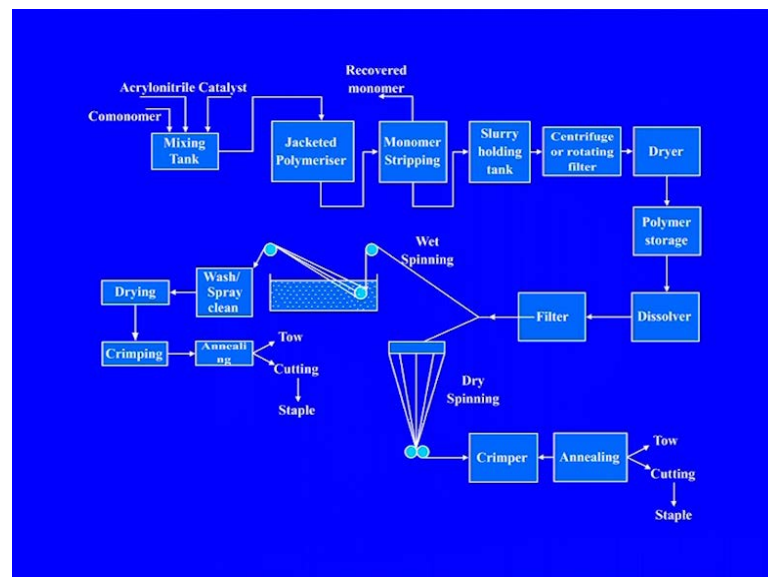 Recovered
monomer
Acrylonitrile Catalyst
Comonomer
Mixing
Tank
Jacketed
Polymeriser
Monomer
Stripping
Slurry
holding
tank
Centrifuge
or rotating
filter
Dryer
Polymer
storage
Dissolver
Filter
Wet
Spinning
Wash/
Spray
clean
Drying
Crimping
Anneali
ng
Tow
Cutting
Staple
Dry
Spinning
Crimper
Annealing
Tow
Cutting
Staple